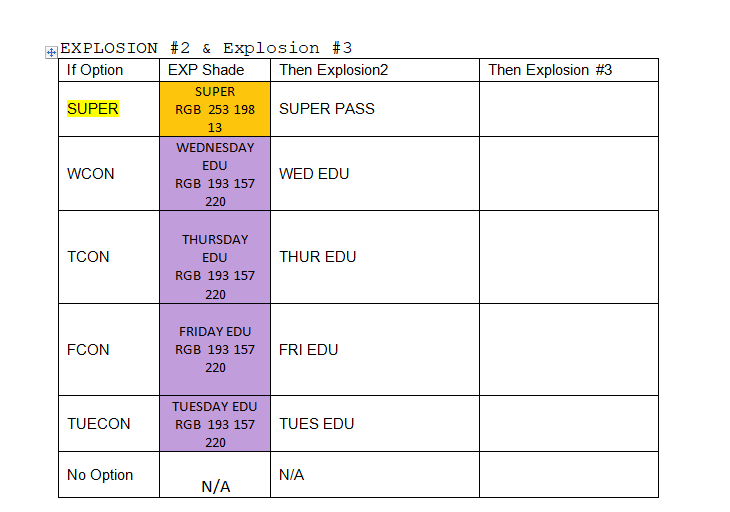 EXPLOSION #2 & Explosion #3
If Option EXP Shade Then Explosion2 Then Explosion #3
SUPER
SUPER
RGB 253 198
13
SUPER PASS
WCON
WEDNESDAY
EDU
RGB 193 157
220
WED EDU
TCON
THURSDAY
EDU
RGB 193 157
220
THUR EDU
FCON
FRIDAY EDU
RGB 193 157
220
FRI EDU
TUECON
TUESDAY EDU
RGB 193 157
220
TUES EDU
No Option
N/A
N/A